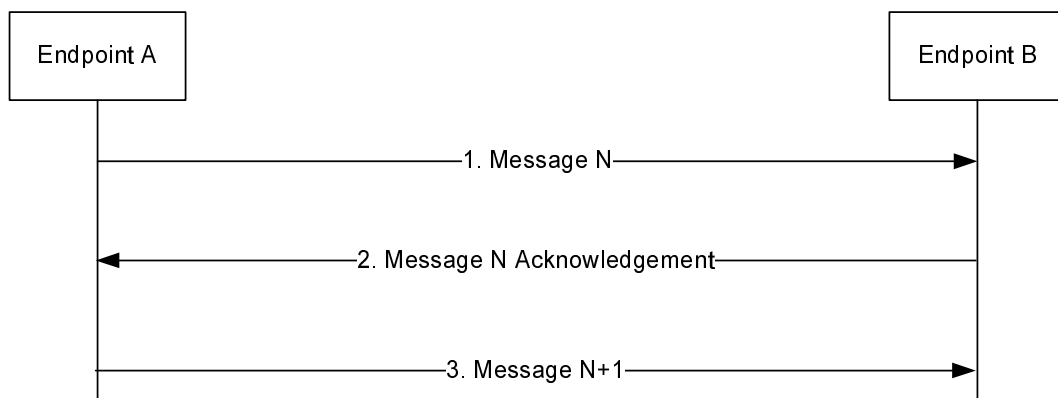 Endpoint A
Endpoint B
1. Message N
2. Message N Acknowledgement
3. Message N+1